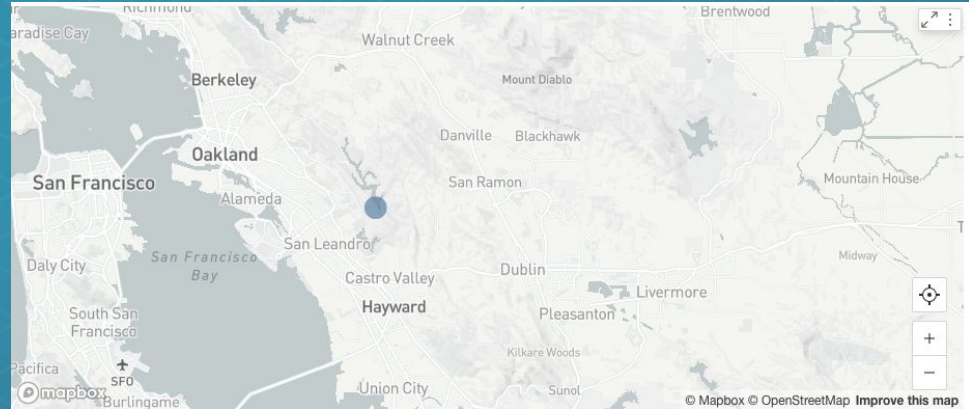 Richmond
Brentwood
aradise Cay
Walnut Creek
Berkeley
Mount Diablo
Danville
Blackhawk
Oakland
San Francisco
San Ramon
Mountain House
Alameda
San Leandro
San Francisco
Bay
Midway
Daly City
Castro Valley
Dublin
Livermore
Hayward
South San
Francisco
Pleasanton
Kilkare Woods
Pacifica
SFO
mapbox
Burlingame
Union City
Sunol
© Mapbox © OpenStreetMap Improve this map